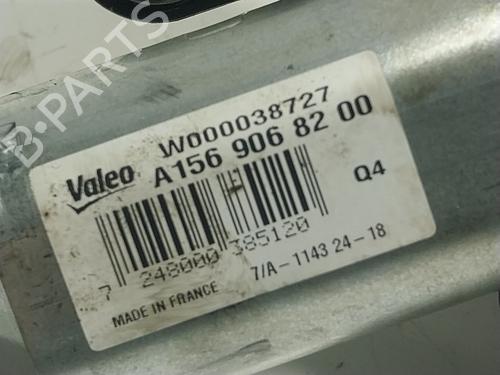 B-PARTS
W000038727
Valeo
A156 906 82 00
Q4
7 248000 385120
7/A-1143 24-18
MADE IN FRANCE